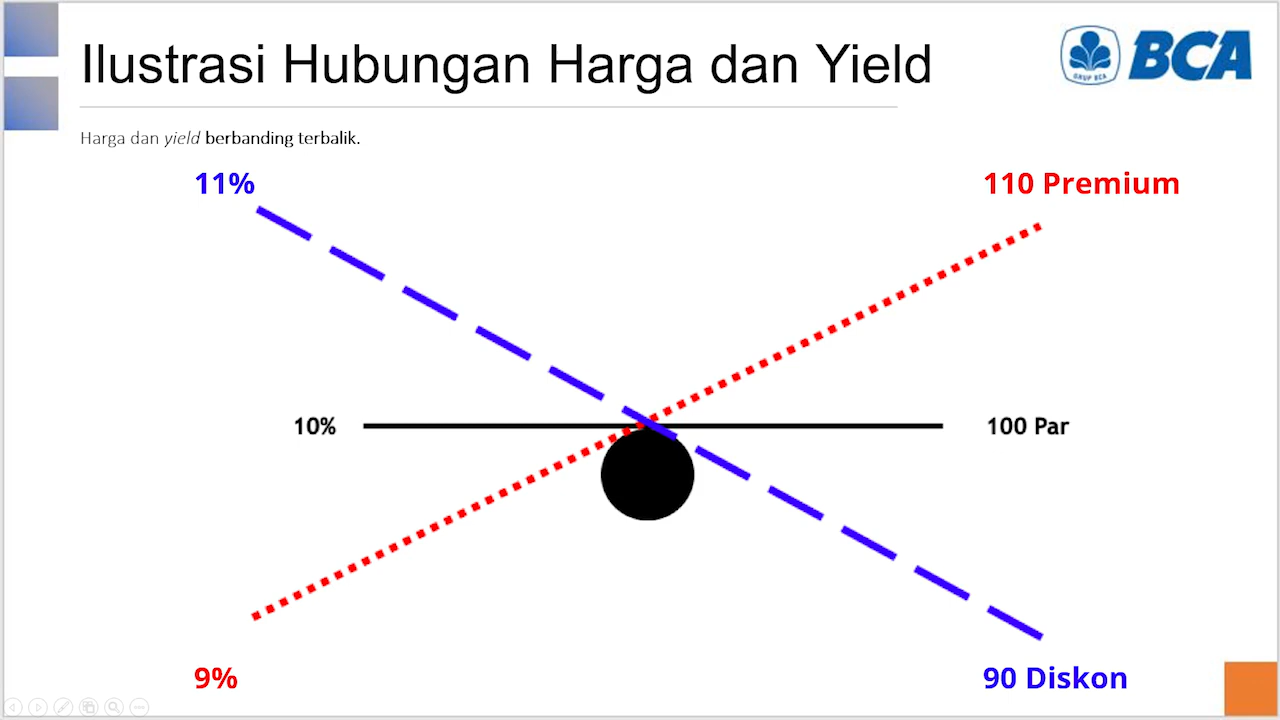 Ilustrasi Hubungan Harga dan Yield
GRUP BCA
BCA
Harga dan yield berbanding terbalik.
11%
110 Premium
10%
100 Par
9%
90 Diskon